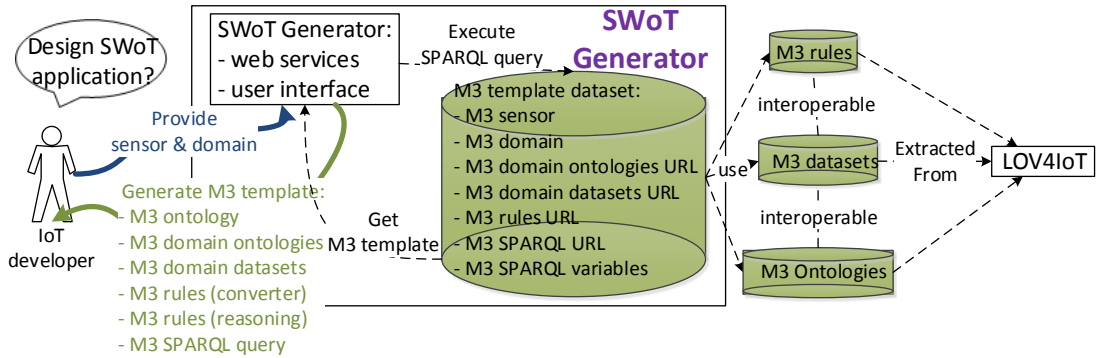 Design SWoT
application?
IoT
developer
Provide
sensor & domain
Generate M3 template:
- M3 ontology
- M3 domain ontologies
- M3 domain datasets
- M3 rules (converter)
- M3 rules (reasoning)
- M3 SPARQL query
SWoT Generator:
- web services
- user interface
Execute
SPARQL query
SWoT
Generator
Get
M3 template
M3 template dataset:
- M3 sensor
- M3 domain
- M3 domain ontologies URL
- M3 domain datasets URL
- M3 rules URL
- M3 SPARQL URL
- M3 SPARQL variables
use
M3 rules
interoperable
M3 datasets
interoperable
M3 Ontologies
Extracted
From
LOV4IoT